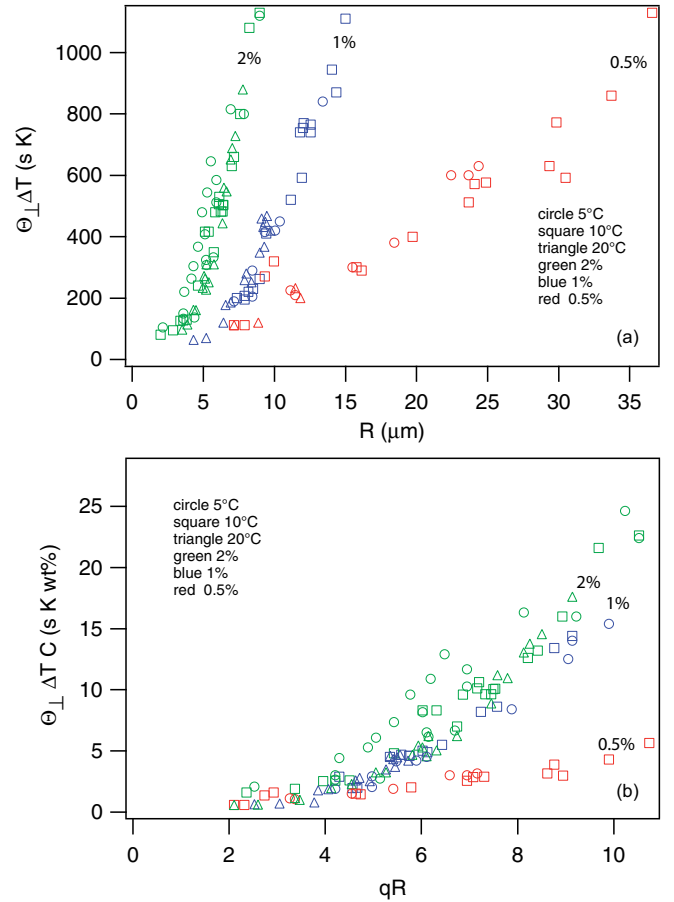 1000
800
600
400
200
0
Θ⊥ΔT (s K)
2%
1%
0.5%
circle 5°C
square 10°C
triangle 20°C
green 2%
blue 1%
red 0.5%
(a)
0 5 10 15 20 25 30 35
R (μm)
25
20
15
10
5
0
Θ⊥ ΔT C (s K wt%)
circle 5°C
square 10°C
triangle 20°C
green 2%
blue 1%
red 0.5%
2%
1%
0.5%
(b)
0 2 4 6 8 10
qR